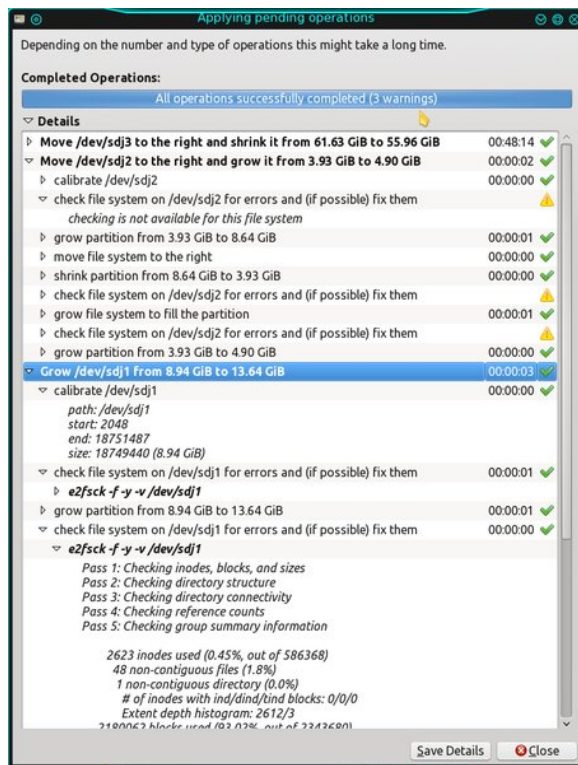 Applying pending operations
Depending on the number and type of operations this might take a long time.
Completed Operations:
All operations successfully completed (3 warnings)
Details
Move /dev/sdj3 to the right and shrink it from 61.63 GiB to 55.96 GiB 00:48:14
Move /dev/sdj2 to the right and grow it from 3.93 GiB to 4.90 GiB 00:00:02
calibrate /dev/sdj2 00:00:00
check file system on /dev/sdj2 for errors and (if possible) fix them
checking is not available for this file system
grow partition from 3.93 GiB to 8.64 GiB 00:00:01
move file system to the right 00:00:00
shrink partition from 8.64 GiB to 3.93 GiB 00:00:00
check file system on /dev/sdj2 for errors and (if possible) fix them
grow file system to fill the partition 00:00:01
check file system on /dev/sdj2 for errors and (if possible) fix them
grow partition from 3.93 GiB to 4.90 GiB 00:00:00
Grow /dev/sdj1 from 8.94 GiB to 13.64 GiB 00:00:03
calibrate /dev/sdj1 00:00:00
path: /dev/sdj1
start: 2048
end: 18751487
size: 18749440 (8.94 GiB)
check file system on /dev/sdj1 for errors and (if possible) fix them 00:00:01
e2fsck -f -y -v /dev/sdj1
grow partition from 8.94 GiB to 13.64 GiB 00:00:01
check file system on /dev/sdj1 for errors and (if possible) fix them 00:00:00
e2fsck -f -y -v /dev/sdj1
Pass 1: Checking inodes, blocks, and sizes
Pass 2: Checking directory structure
Pass 3: Checking directory connectivity
Pass 4: Checking reference counts
Pass 5: Checking group summary information
2623 inodes used (0.45%, out of 586368)
48 non-contiguous files (1.8%)
1 non-contiguous directory (0.0%)
# of inodes with ind/dind/tind blocks: 0/0/0
Extent depth histogram: 2612/3
2180062 blocks used (93.02%, out of 2343680)
Save Details
Close